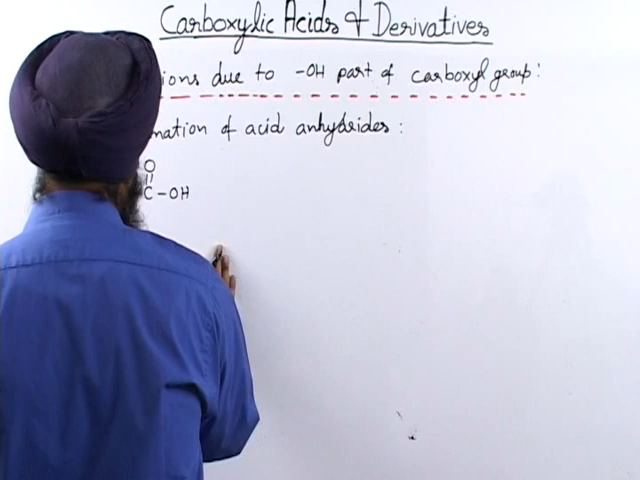 Carboxylic Acids & Derivatives
ions due to -OH part of carboxyl group :
mation of acid anhydrides :
O
||
C - OH